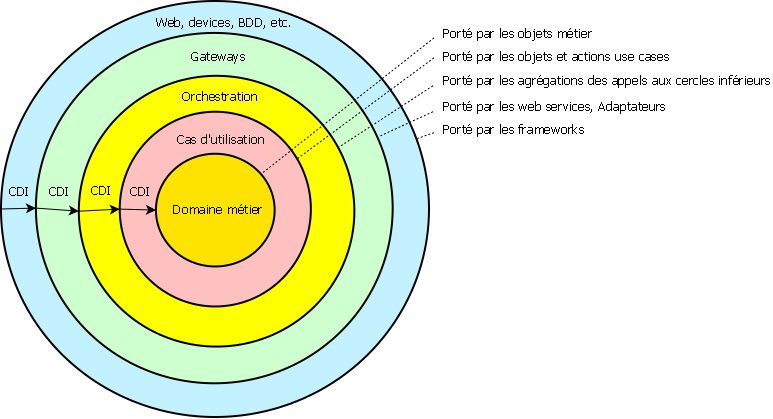 Web, devices, BDD, etc.
Gateways
Orchestration
Cas d'utilisation
Domaine métier
CDI
CDI
CDI
CDI
Porté par les objets métier
Porté par les objets et actions use cases
Porté par les agrégations des appels aux cercles inférieurs
Porté par les web services, Adaptateurs
Porté par les frameworks